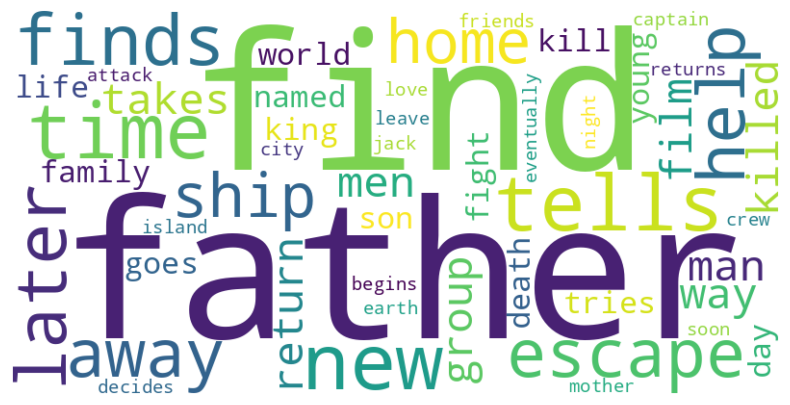 finds
find
home
friends
kill
captain
young
help
world
life
attack
takes
named
love
returns
film
killed
time
king
leave
night
eventually
city
jack
family
ship
men
fight
tells
later
father
island
son
crew
goes
return
begins
group
death
man
earth
tries
way
away
new
escape
soon
day
decides
mother